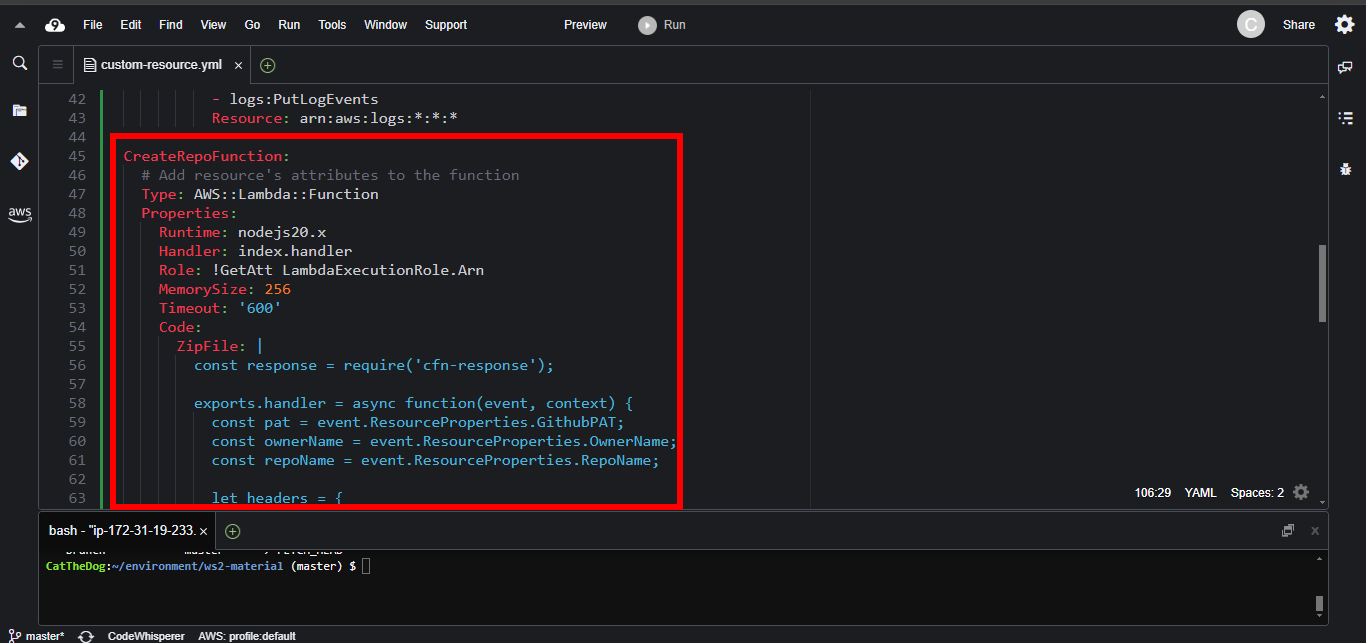 File Edit Find View Go Run Tools Window Support Preview Run C Share
custom-resource.yml ×
aws
42 - logs:PutLogEvents
43 Resource: arn:aws:logs:*:*:*
44
45 CreateRepoFunction:
46 # Add resource's attributes to the function
47 Type: AWS::Lambda::Function
48 Properties:
49 Runtime: nodejs20.x
50 Handler: index.handler
51 Role: !GetAtt LambdaExecutionRole.Arn
52 MemorySize: 256
53 Timeout: '600'
54 Code:
55 ZipFile: |
56 const response = require('cfn-response');
57
58 exports.handler = async function(event, context) {
59 const pat = event.ResourceProperties.GithubPAT;
60 const ownerName = event.ResourceProperties.OwnerName;
61 const repoName = event.ResourceProperties.RepoName;
62
63 let headers = {
106:29 YAML Spaces: 2
bash - "ip-172-31-19-233. ×
CatTheDog:~/environment/ws2-material (master) $
master* CodeWhisperer AWS: profile:default